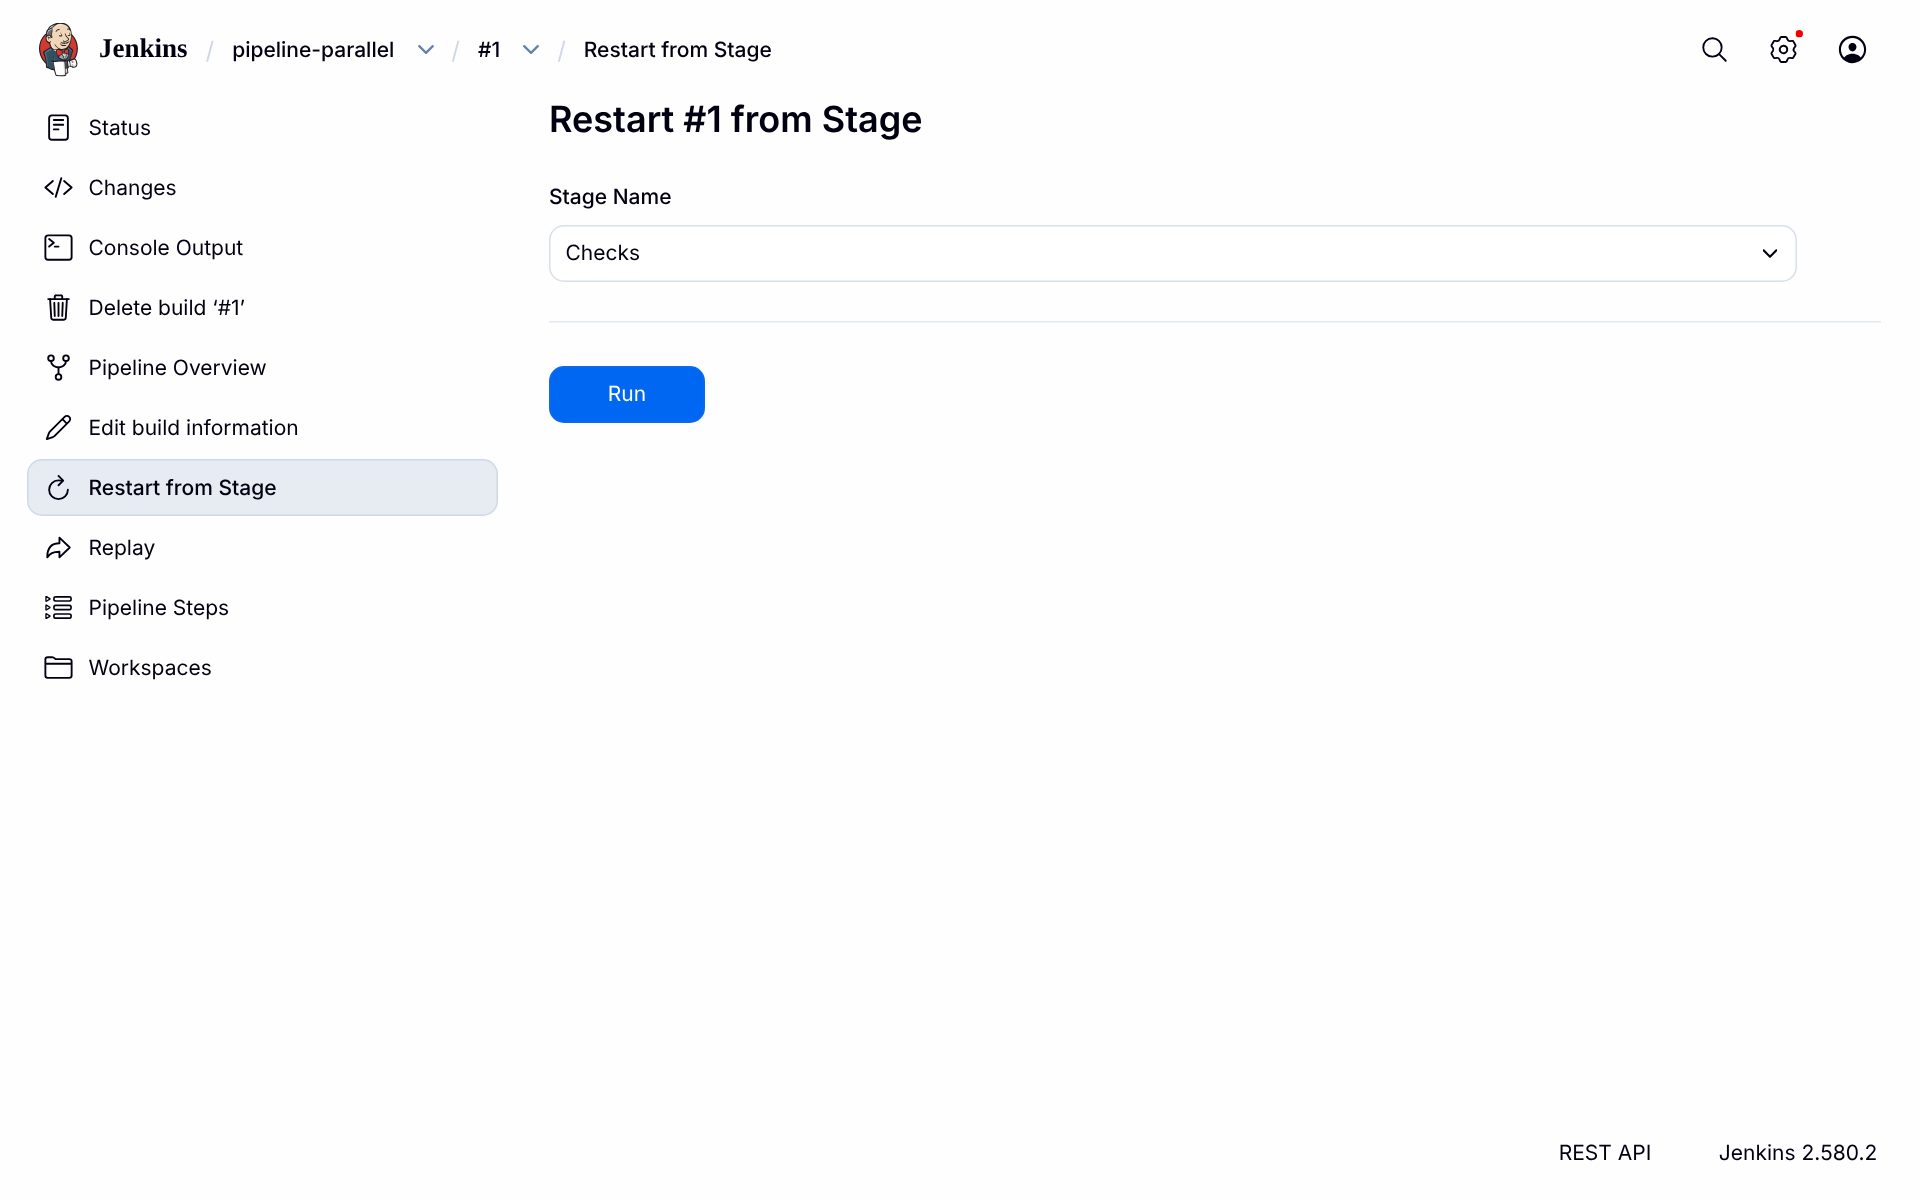 Jenkins / pipeline-parallel / #1 / Restart from Stage
Status
Changes
Console Output
Delete build ‘#1’
Pipeline Overview
Edit build information
Restart from Stage
Replay
Pipeline Steps
Workspaces
Restart #1 from Stage
Stage Name
Checks
Run
REST API
Jenkins 2.580.2